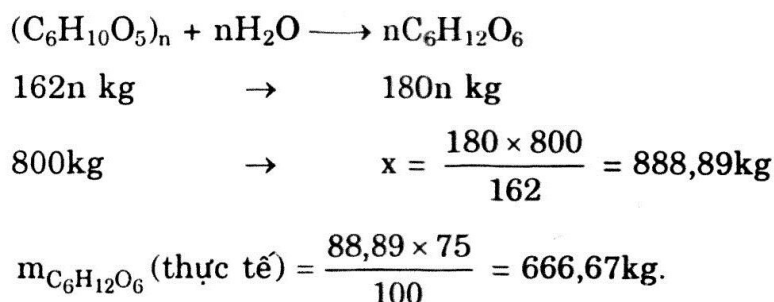 (C₆H₁₀O₅)ₙ + nH₂O ⟶ nC₆H₁₂O₆
162n kg → 180n kg
800kg → x = (180 × 800)/162 = 888,89kg
m_C₆H₁₂O₆ (thực tế) = (88,89 × 75)/100 = 666,67kg.